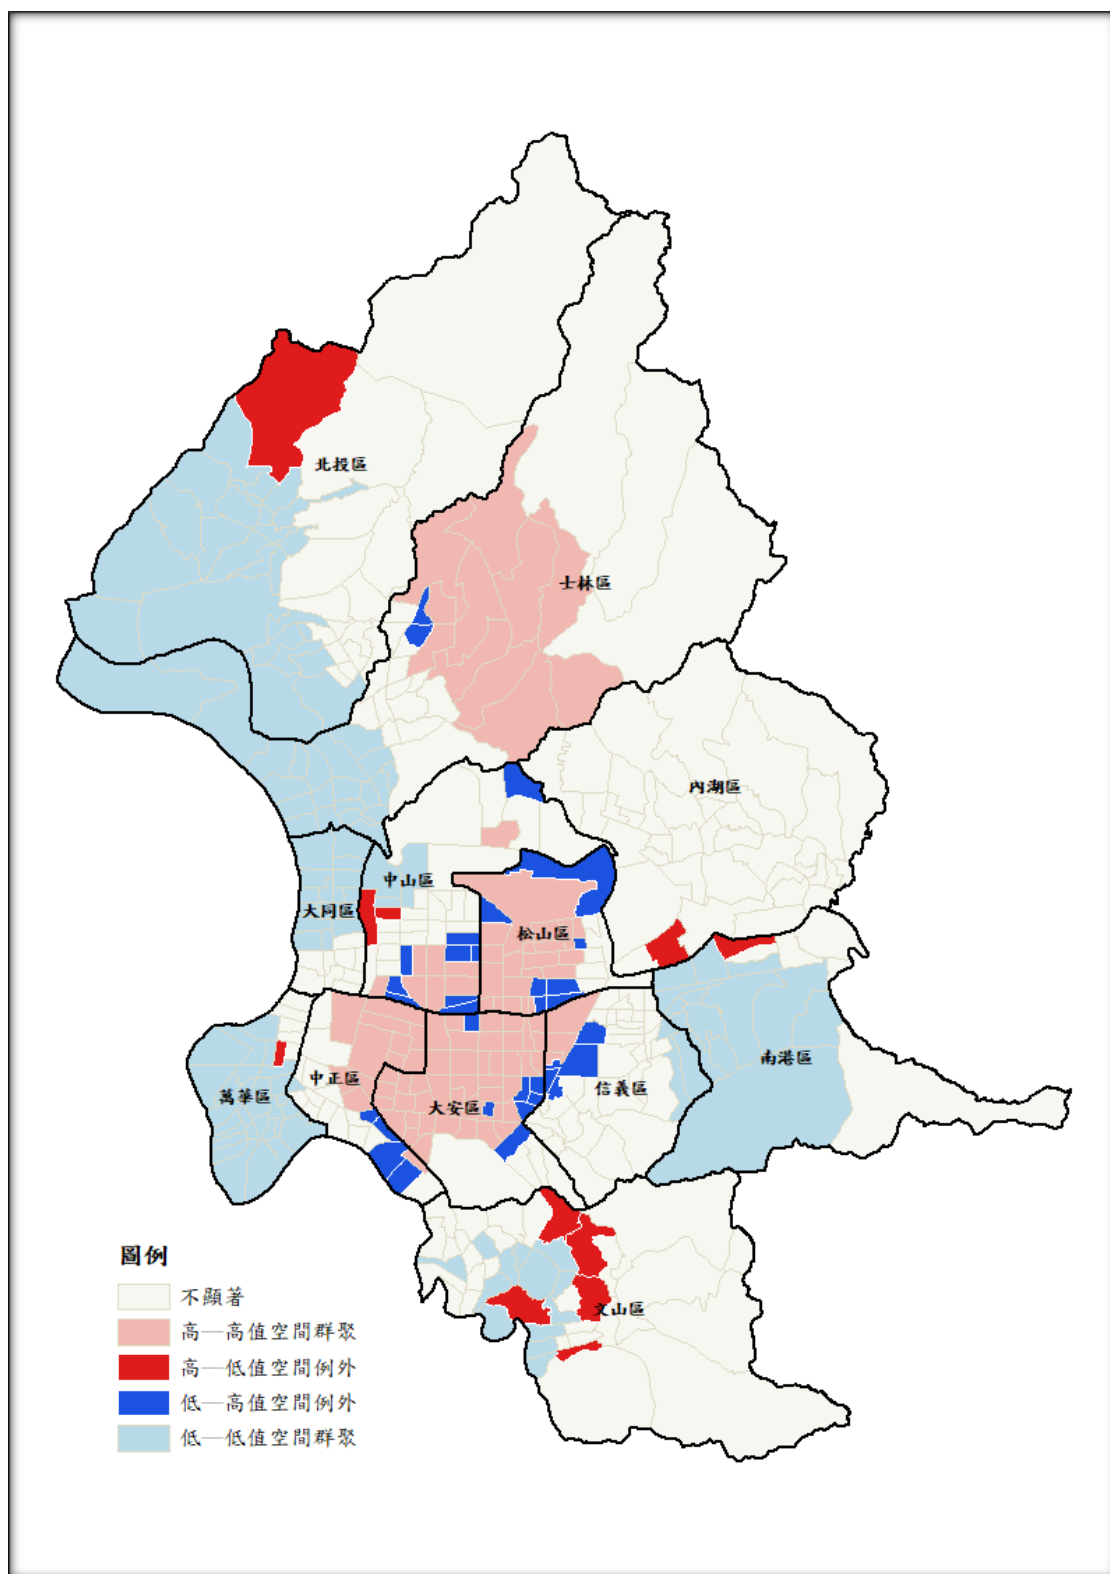 北投區
士林區
內湖區
中山區
大同區
松山區
南港區
中正區
信義區
萬華區
大安區
文山區
圖例
不顯著
高—高值空間群聚
高—低值空間例外
低—高值空間例外
低—低值空間群聚